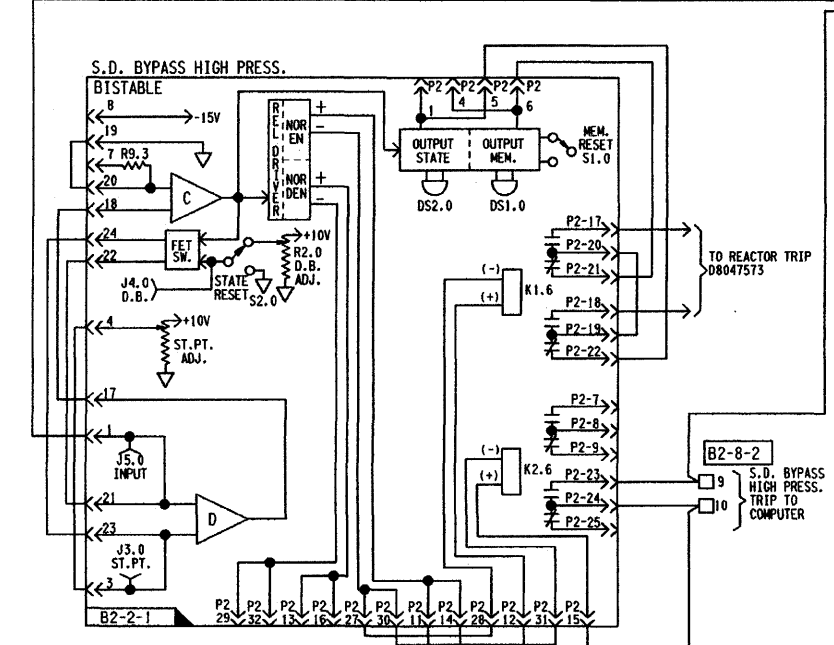 S.D. BYPASS HIGH PRESS.
BISTABLE
8
-15V
19
7 R9.3
20
18
C
24
22
FET
SW.
J4.0
D.B.
STATE
RESET
S2.0
+10V
R2.0
D.B.
ADJ.
REL DRIVER
NOR
EN
NOR
DEN
+
-
+
-
P2 P2 P2 P2
1 4 5 6
OUTPUT
STATE
OUTPUT
MEM.
MEM.
RESET
S1.0
DS2.0
DS1.0
4
+10V
ST.PT.
ADJ.
17
1
J5.0
INPUT
21
23
D
J3.0
ST.PT.
3
B2-2-1
(-)
(+)
K1.6
P2-17
P2-20
P2-21
P2-18
P2-19
P2-22
TO REACTOR TRIP
D8047573
(-)
(+)
K2.6
P2-7
P2-8
P2-9
P2-23
P2-24
P2-25
B2-8-2
9
10
S.D. BYPASS
HIGH PRESS.
TRIP TO
COMPUTER
P2 P2 P2 P2 P2 P2 P2 P2 P2 P2 P2 P2
29 32 13 16 27 30 11 14 28 12 31 15